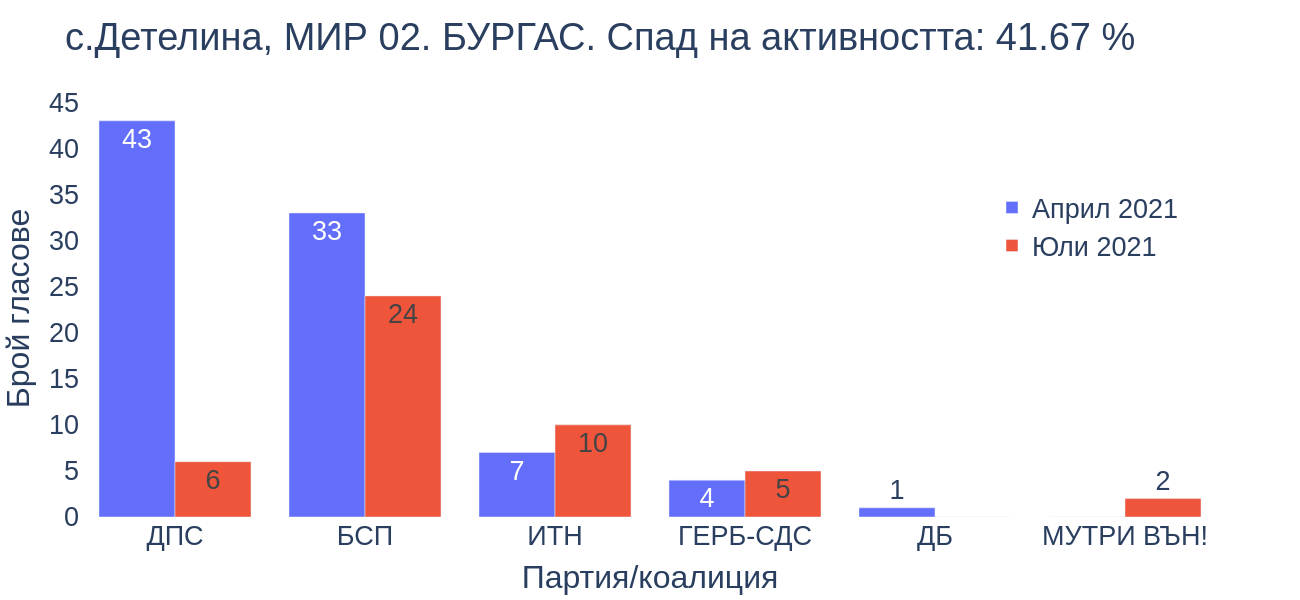 с.Детелина, МИР 02. БУРГАС. Спад на активността: 41.67 %
45
40
35
30
25
20
15
10
5
0
Брой гласове
43
6
33
24
7
10
4
5
1
2
Април 2021
Юли 2021
ДПС
БСП
ИТН
ГЕРБ-СДС
ДБ
МУТРИ ВЪН!
Партия/коалиция